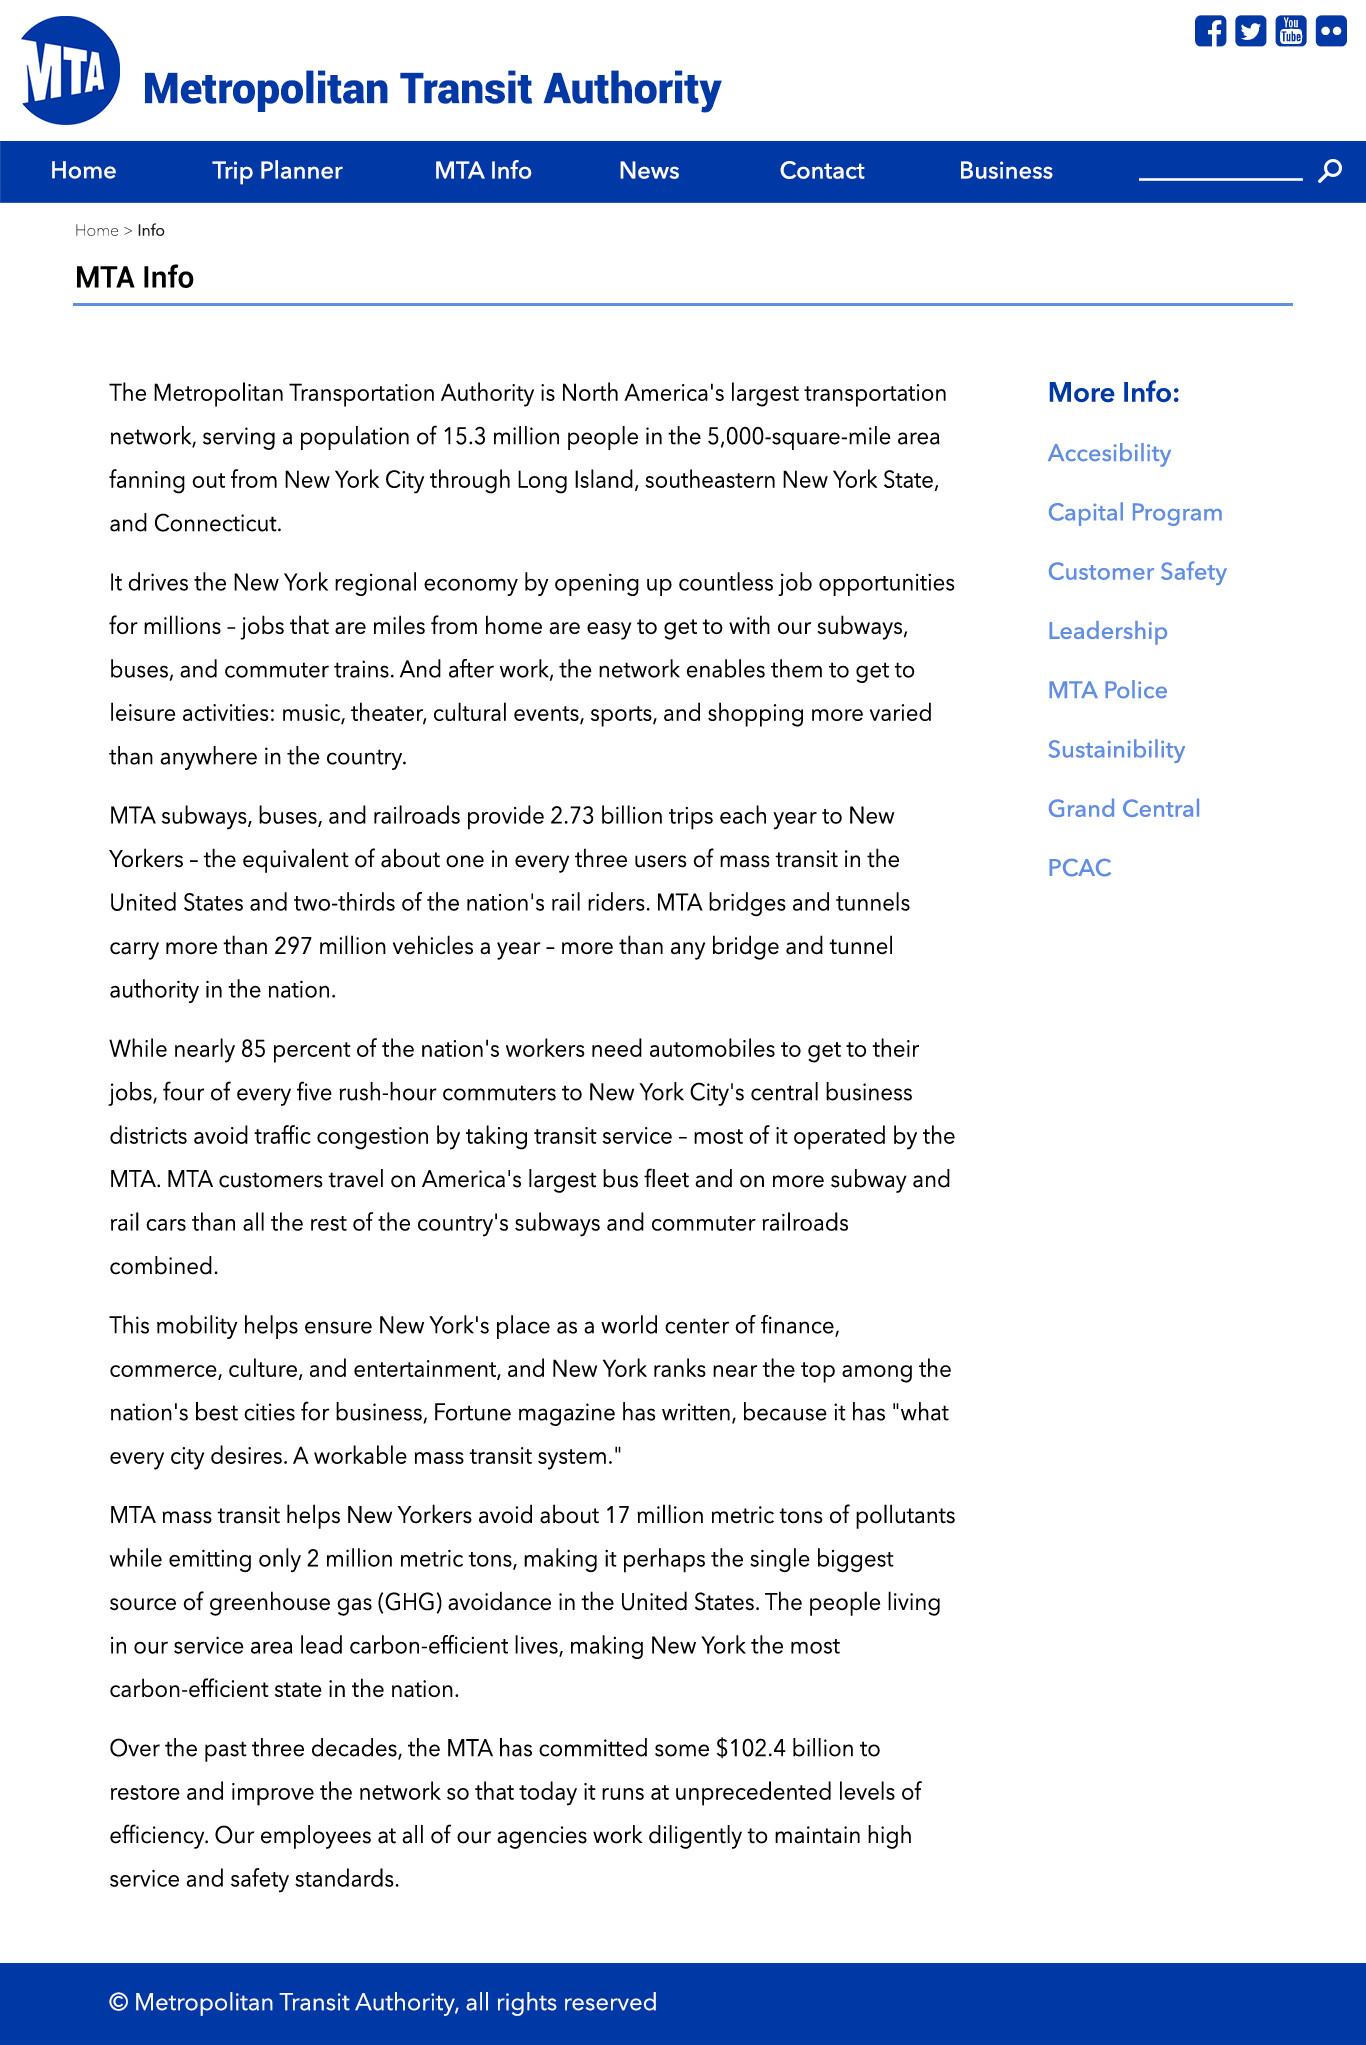 MTA
Metropolitan Transit Authority
You
Tube
Home
Trip Planner
MTA Info
News
Contact
Business
Home > Info
MTA Info
The Metropolitan Transportation Authority is North America's largest transportation
network, serving a population of 15.3 million people in the 5,000-square-mile area
fanning out from New York City through Long Island, southeastern New York State,
and Connecticut.
It drives the New York regional economy by opening up countless job opportunities
for millions – jobs that are miles from home are easy to get to with our subways,
buses, and commuter trains. And after work, the network enables them to get to
leisure activities: music, theater, cultural events, sports, and shopping more varied
than anywhere in the country.
MTA subways, buses, and railroads provide 2.73 billion trips each year to New
Yorkers – the equivalent of about one in every three users of mass transit in the
United States and two-thirds of the nation's rail riders. MTA bridges and tunnels
carry more than 297 million vehicles a year – more than any bridge and tunnel
authority in the nation.
While nearly 85 percent of the nation's workers need automobiles to get to their
jobs, four of every five rush-hour commuters to New York City's central business
districts avoid traffic congestion by taking transit service – most of it operated by the
MTA. MTA customers travel on America's largest bus fleet and on more subway and
rail cars than all the rest of the country's subways and commuter railroads
combined.
This mobility helps ensure New York's place as a world center of finance,
commerce, culture, and entertainment, and New York ranks near the top among the
nation's best cities for business, Fortune magazine has written, because it has "what
every city desires. A workable mass transit system."
MTA mass transit helps New Yorkers avoid about 17 million metric tons of pollutants
while emitting only 2 million metric tons, making it perhaps the single biggest
source of greenhouse gas (GHG) avoidance in the United States. The people living
in our service area lead carbon-efficient lives, making New York the most
carbon-efficient state in the nation.
Over the past three decades, the MTA has committed some $102.4 billion to
restore and improve the network so that today it runs at unprecedented levels of
efficiency. Our employees at all of our agencies work diligently to maintain high
service and safety standards.
More Info:
Accesibility
Capital Program
Customer Safety
Leadership
MTA Police
Sustainibility
Grand Central
PCAC
© Metropolitan Transit Authority, all rights reserved